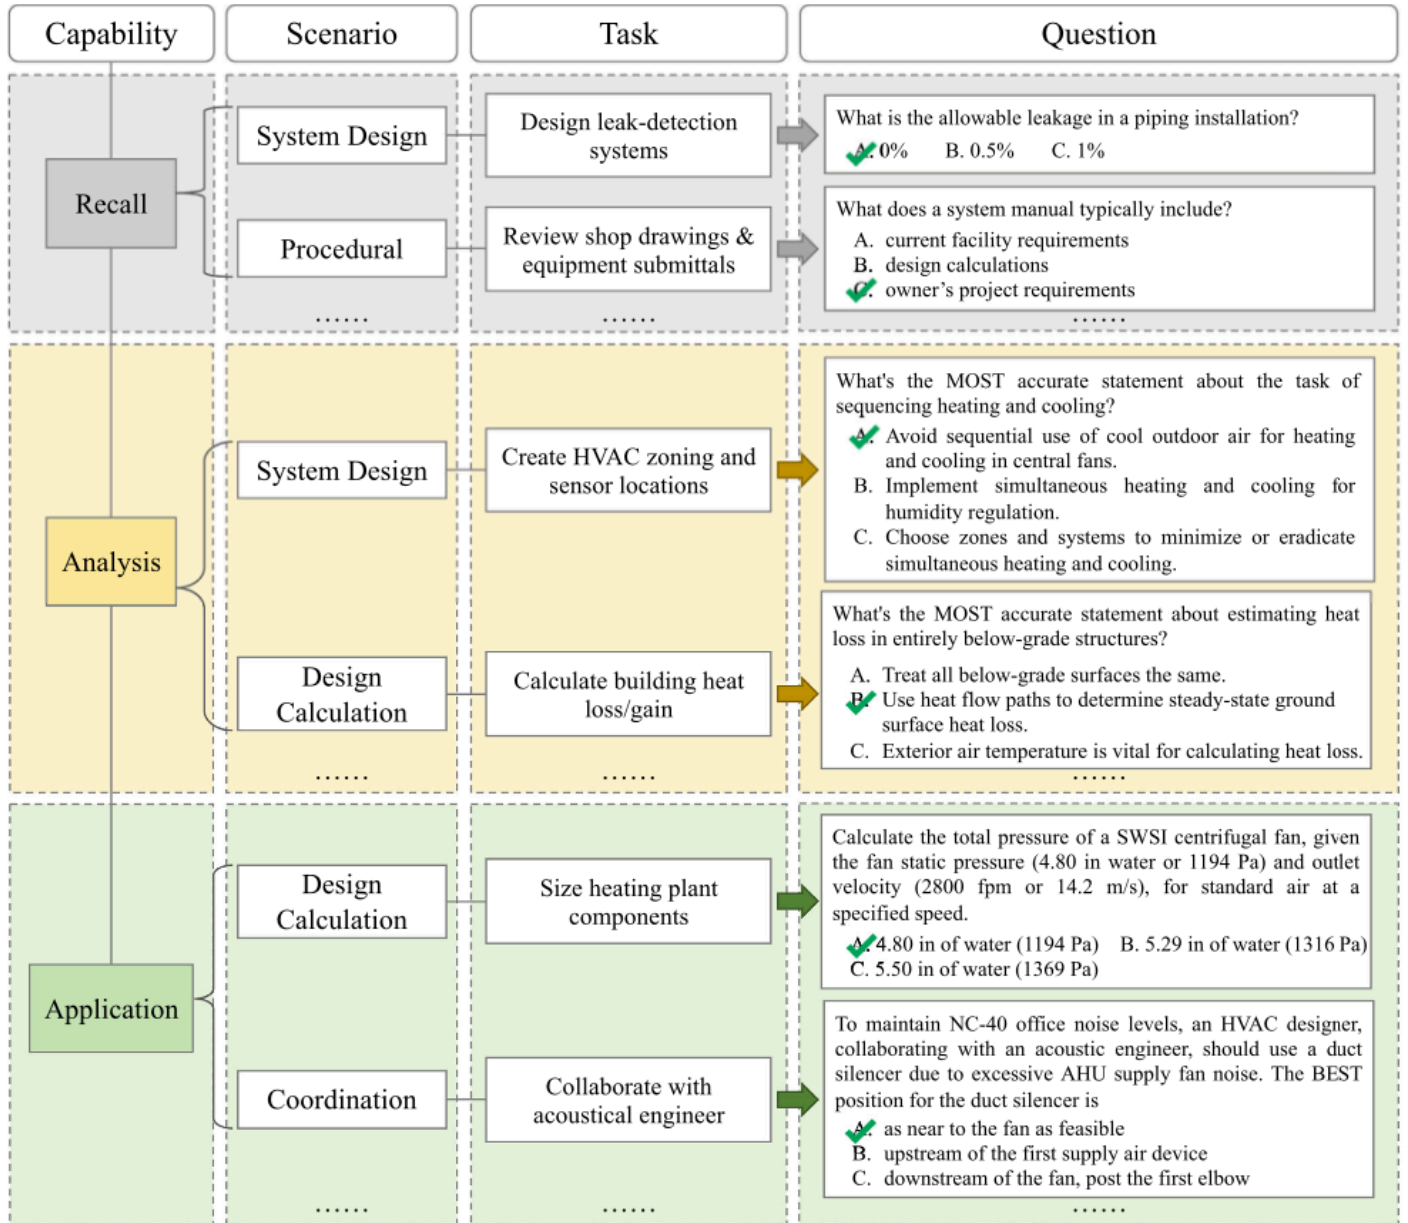 Capability
Scenario
Task
Question
Recall
System Design
Design leak-detection
systems
What is the allowable leakage in a piping installation?
A. 0% B. 0.5% C. 1%
Procedural
Review shop drawings &
equipment submittals
What does a system manual typically include?
A. current facility requirements
B. design calculations
C. owner's project requirements
......
......
......
Analysis
System Design
Create HVAC zoning and
sensor locations
What's the MOST accurate statement about the task of
sequencing heating and cooling?
A. Avoid sequential use of cool outdoor air for heating
and cooling in central fans.
B. Implement simultaneous heating and cooling for
humidity regulation.
C. Choose zones and systems to minimize or eradicate
simultaneous heating and cooling.
Design
Calculation
Calculate building heat
loss/gain
What's the MOST accurate statement about estimating heat
loss in entirely below-grade structures?
A. Treat all below-grade surfaces the same.
B. Use heat flow paths to determine steady-state ground
surface heat loss.
C. Exterior air temperature is vital for calculating heat loss.
......
......
......
Application
Design
Calculation
Size heating plant
components
Calculate the total pressure of a SWSI centrifugal fan, given
the fan static pressure (4.80 in water or 1194 Pa) and outlet
velocity (2800 fpm or 14.2 m/s), for standard air at a
specified speed.
A. 4.80 in of water (1194 Pa) B. 5.29 in of water (1316 Pa)
C. 5.50 in of water (1369 Pa)
Coordination
Collaborate with
acoustical engineer
To maintain NC-40 office noise levels, an HVAC designer,
collaborating with an acoustic engineer, should use a duct
silencer due to excessive AHU supply fan noise. The BEST
position for the duct silencer is
A. as near to the fan as feasible
B. upstream of the first supply air device
C. downstream of the fan, post the first elbow
......
......
......